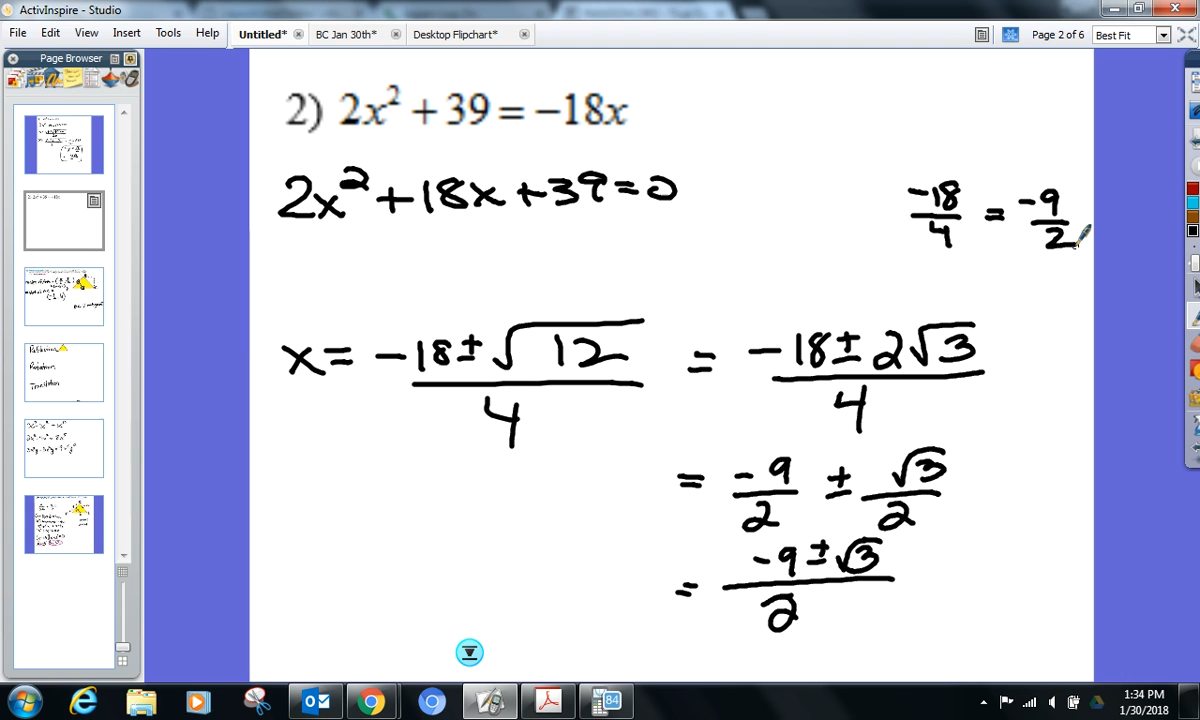 ActivInspire - Studio
File Edit View Insert Tools Help
Untitled* BC Jan 30th* Desktop Flipchart*
Page 2 of 6 Best Fit
Page Browser
2) 2x² + 39 = −18x
2x² + 18x + 39 = 0
-18/4 = -9/2
x = -18 ± √12 / 4 = -18 ± 2√3 / 4
= -9/2 ± √3/2
= -9 ± √3 / 2
84
1:34 PM
1/30/2018